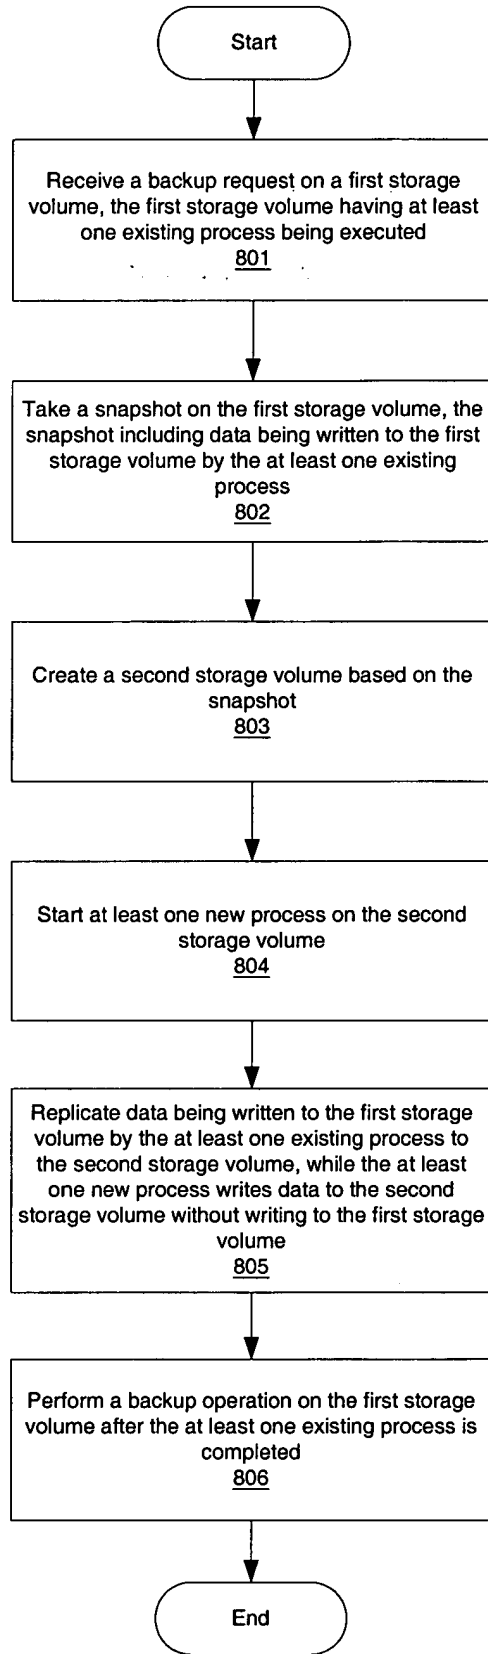 Start
Receive a backup request on a first storage
volume, the first storage volume having at least
one existing process being executed
801
Take a snapshot on the first storage volume, the
snapshot including data being written to the first
storage volume by the at least one existing
process
802
Create a second storage volume based on the
snapshot
803
Start at least one new process on the second
storage volume
804
Replicate data being written to the first storage
volume by the at least one existing process to
the second storage volume, while the at least
one new process writes data to the second
storage volume without writing to the first storage
volume
805
Perform a backup operation on the first storage
volume after the at least one existing process is
completed
806
End